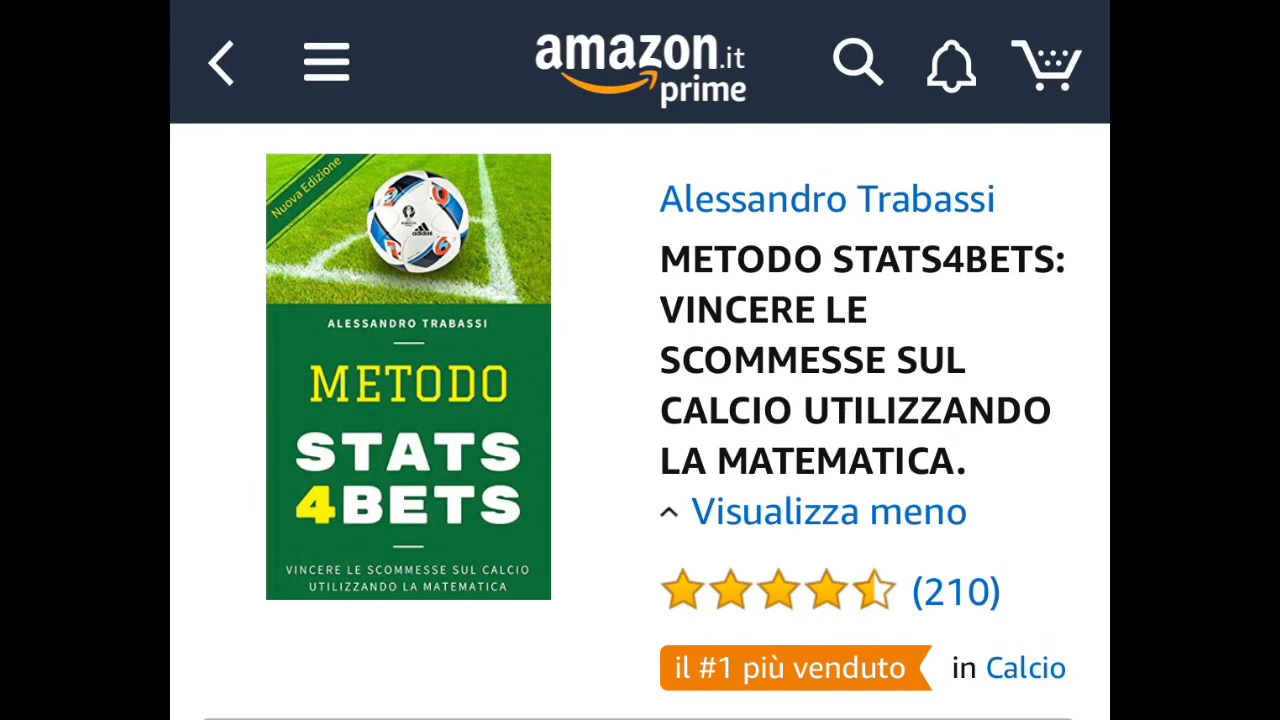 amazon.it
prime
Nuova Edizione
adidas
ALESSANDRO TRABASSI
METODO
STATS
4BETS
VINCERE LE SCOMMESSE SUL CALCIO
UTILIZZANDO LA MATEMATICA
Alessandro Trabassi
METODO STATS4BETS:
VINCERE LE
SCOMMESSE SUL
CALCIO UTILIZZANDO
LA MATEMATICA.
Visualizza meno
(210)
il #1 più venduto in Calcio